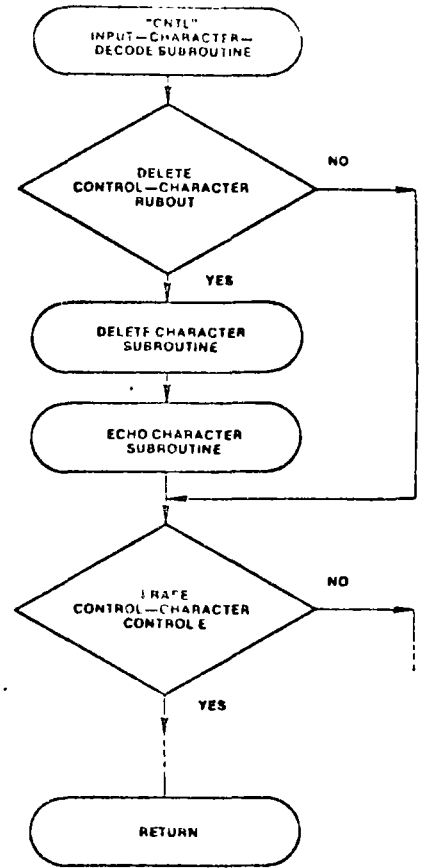 "CNTL"
INPUT—CHARACTER—
DECODE SUBROUTINE
DELETE
CONTROL—CHARACTER
RUBOUT
NO
YES
DELETE CHARACTER
SUBROUTINE
ECHO CHARACTER
SUBROUTINE
CONTROL—CHARACTER
CONTROL E
NO
YES
RETURN